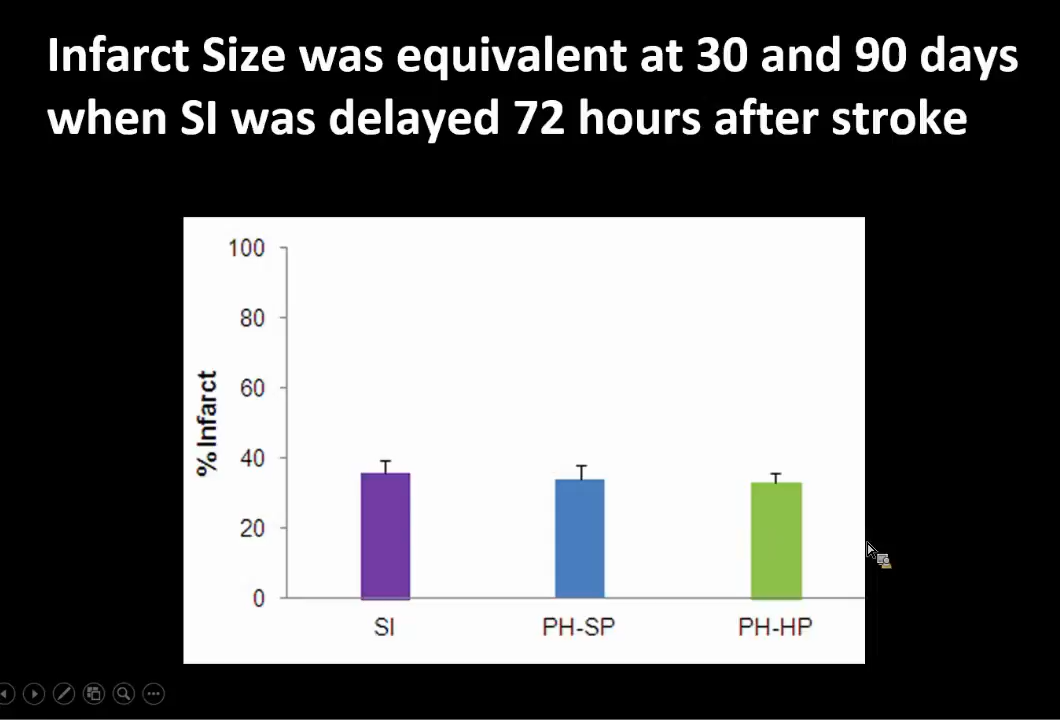 Infarct Size was equivalent at 30 and 90 days
when SI was delayed 72 hours after stroke
100
80
60
40
20
0
% Infarct
SI
PH-SP
PH-HP